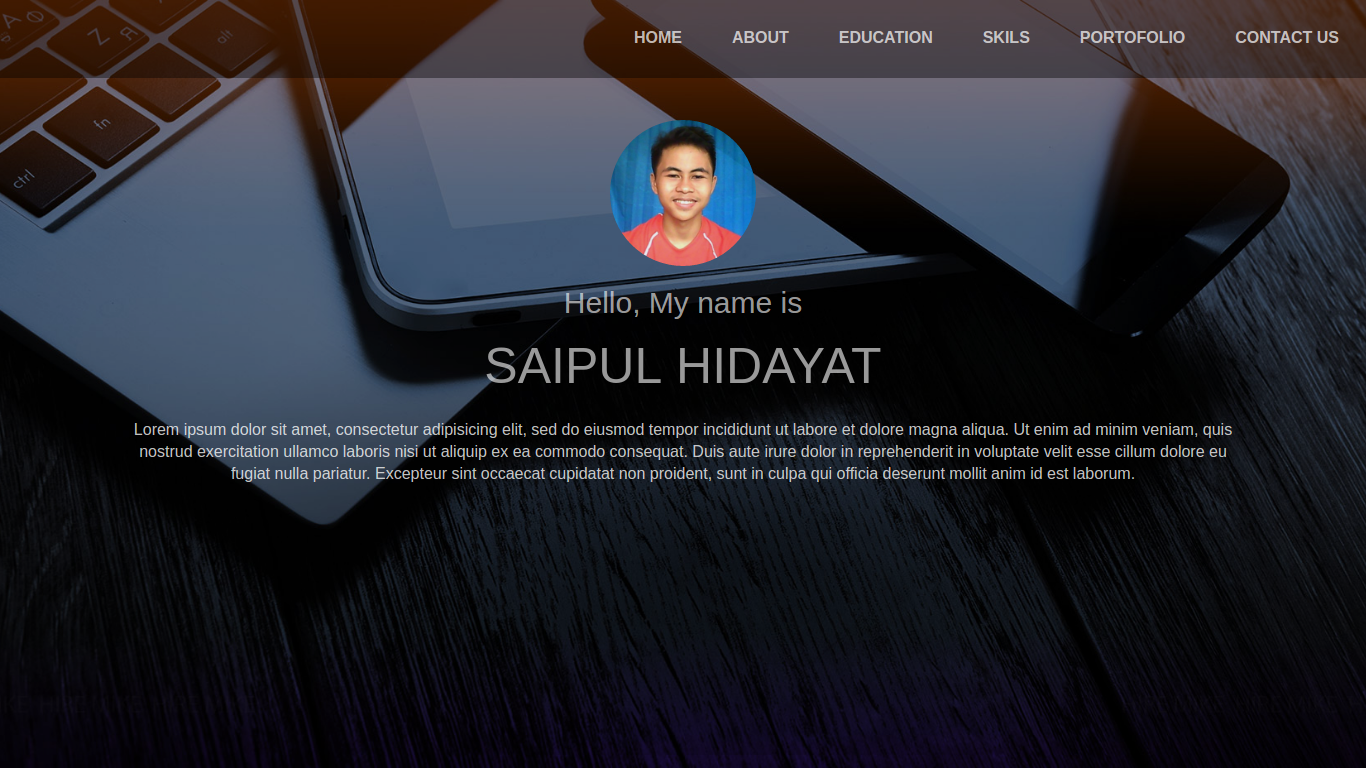 HOME ABOUT EDUCATION SKILS PORTOFOLIO CONTACT US
alt
fn
ctrl
Hello, My name is
SAIPUL HIDAYAT
Lorem ipsum dolor sit amet, consectetur adipisicing elit, sed do eiusmod tempor incididunt ut labore et dolore magna aliqua. Ut enim ad minim veniam, quis
nostrud exercitation ullamco laboris nisi ut aliquip ex ea commodo consequat. Duis aute irure dolor in reprehenderit in voluptate velit esse cillum dolore eu
fugiat nulla pariatur. Excepteur sint occaecat cupidatat non proident, sunt in culpa qui officia deserunt mollit anim id est laborum.